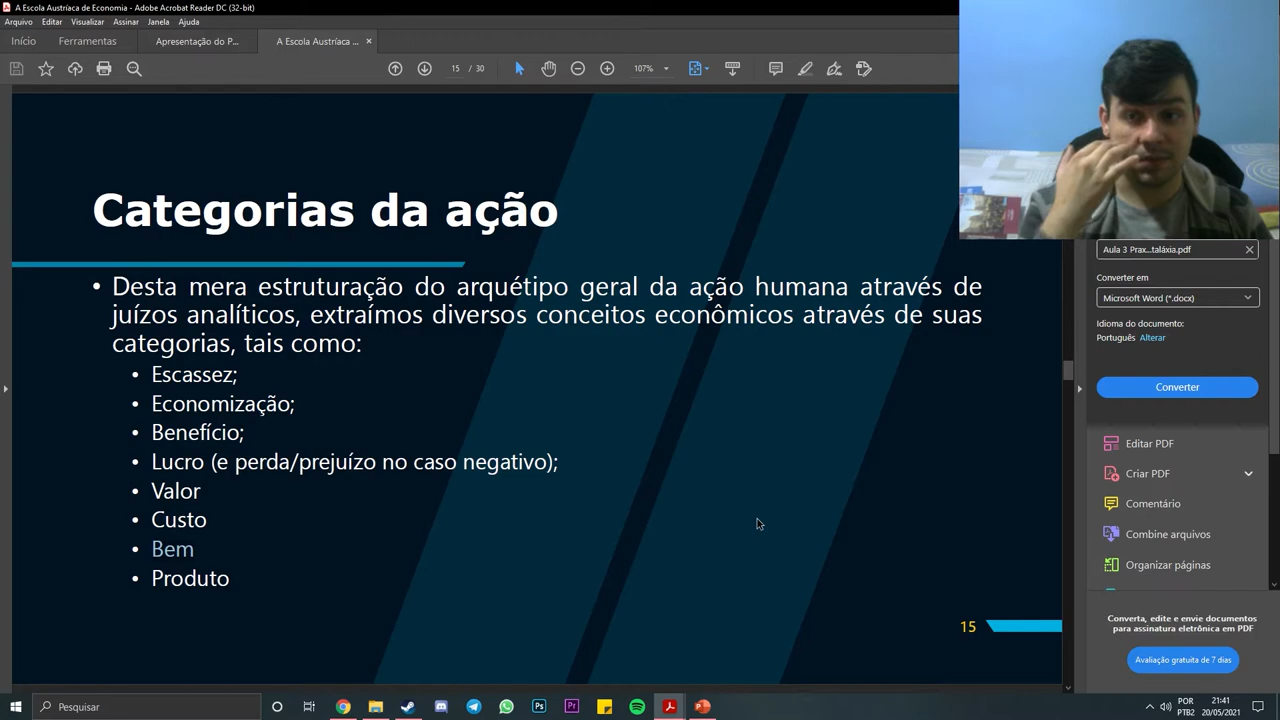 A Escola Austríaca de Economia - Adobe Acrobat Reader DC (32-bit)
Arquivo Editar Visualizar Assinar Janela Ajuda
Início Ferramentas Apresentação do P... A Escola Austríaca ... ×
15 / 30 107%
Categorias da ação
• Desta mera estruturação do arquétipo geral da ação humana através de
juízos analíticos, extraímos diversos conceitos econômicos através de suas
categorias, tais como:
• Escassez;
• Economização;
• Benefício;
• Lucro (e perda/prejuízo no caso negativo);
• Valor
• Custo
• Bem
• Produto
15
Aula 3 Prax...taláxia.pdf
Converter em
Microsoft Word (*.docx)
Idioma do documento:
Português Alterar
Converter
Editar PDF
Criar PDF
Comentário
Combine arquivos
Organizar páginas
Converta, edite e envie documentos
para assinatura eletrônica em PDF
Avaliação gratuita de 7 dias
Pesquisar
POR
PTB2
21:41
20/05/2021